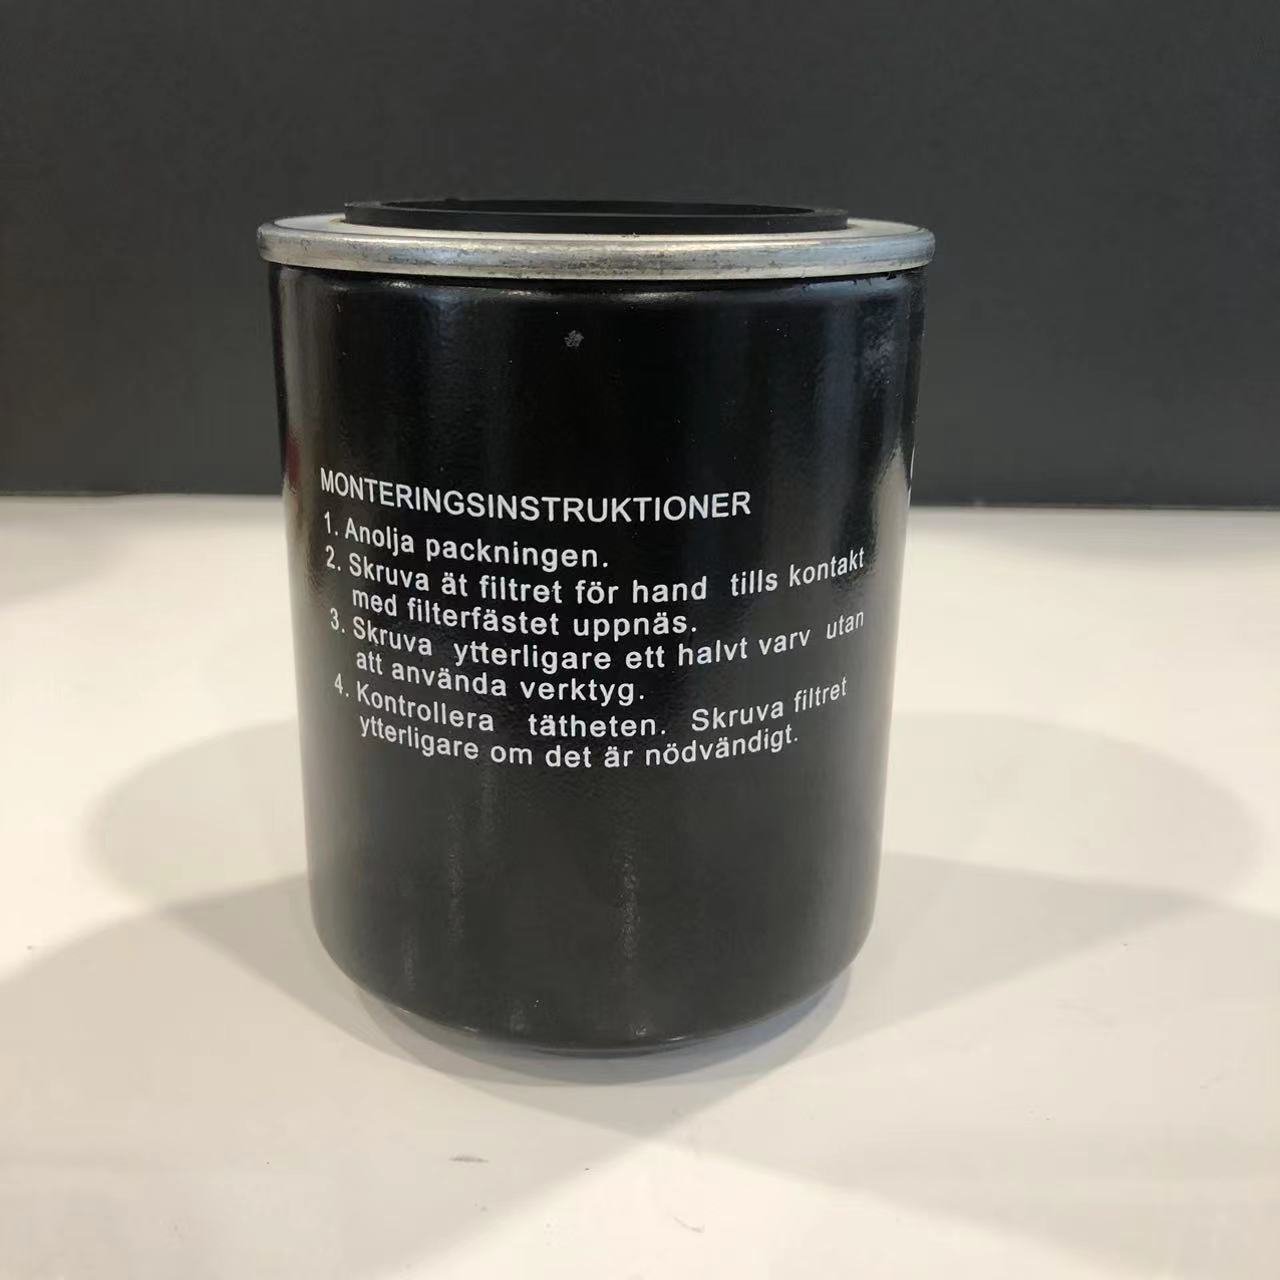 MONTERINGSINSTRUKTIONER
1. Anolja packningen.
2. Skruva ät filtret för hand tills kontakt
med filterfästet uppnäs.
3. Skruva ytterligare ett halvt varv utan
att använda verktyg.
4. Kontrollera tätheten. Skruva filtret
ytterligare om det är nödvändigt.